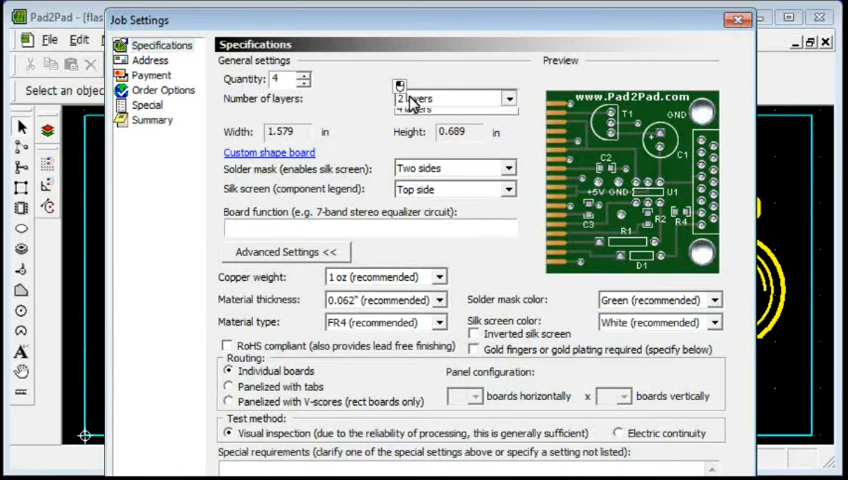 Pad2Pad - [flas
Job Settings
File Edit
Select an objec
Specifications
Address
Payment
Order Options
Special
Summary
Specifications
General settings
Quantity: 4
Number of layers: 2 layers
4 layers
Width: 1.579 in Height: 0.689 in
Custom shape board
Solder mask (enables silk screen): Two sides
Silk screen (component legend): Top side
Board function (e.g. 7-band stereo equalizer circuit):
Advanced Settings <<
Preview
www.Pad2Pad.com
T1 GND
+ C1
C2
+5V GND U1
C3 R2 R4
R1
D1
Copper weight: 1 oz (recommended)
Material thickness: 0.062" (recommended) Solder mask color: Green (recommended)
Material type: FR4 (recommended) Silk screen color: White (recommended)
Inverted silk screen
RoHS compliant (also provides lead free finishing) Gold fingers or gold plating required (specify below)
Routing:
Individual boards Panel configuration:
Panelized with tabs boards horizontally x boards vertically
Panelized with V-scores (rect boards only)
Test method:
Visual inspection (due to the reliability of processing, this is generally sufficient) Electric continuity
Special requirements (clarify one of the special settings above or specify a setting not listed):